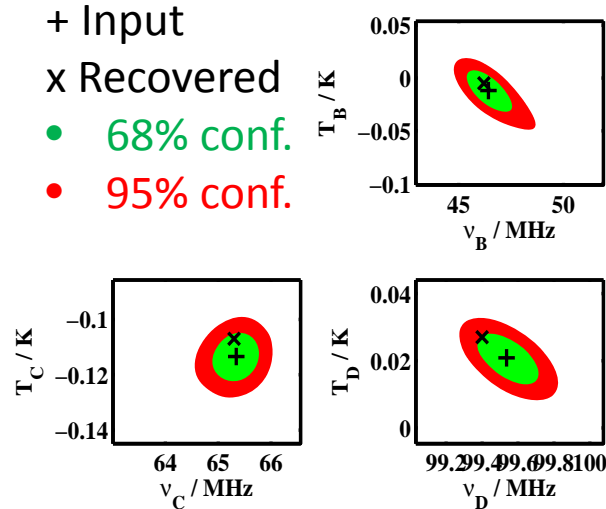 + Input
x Recovered
• 68% conf.
• 95% conf.
T_B / K
0
−0.05
−0.1
45 50
ν_B / MHz
T_C / K
−0.1
−0.12
−0.14
64 65 66
ν_C / MHz
T_D / K
0.04
0.02
0
99.2 99.4 99.6 99.8 100
ν_D / MHz